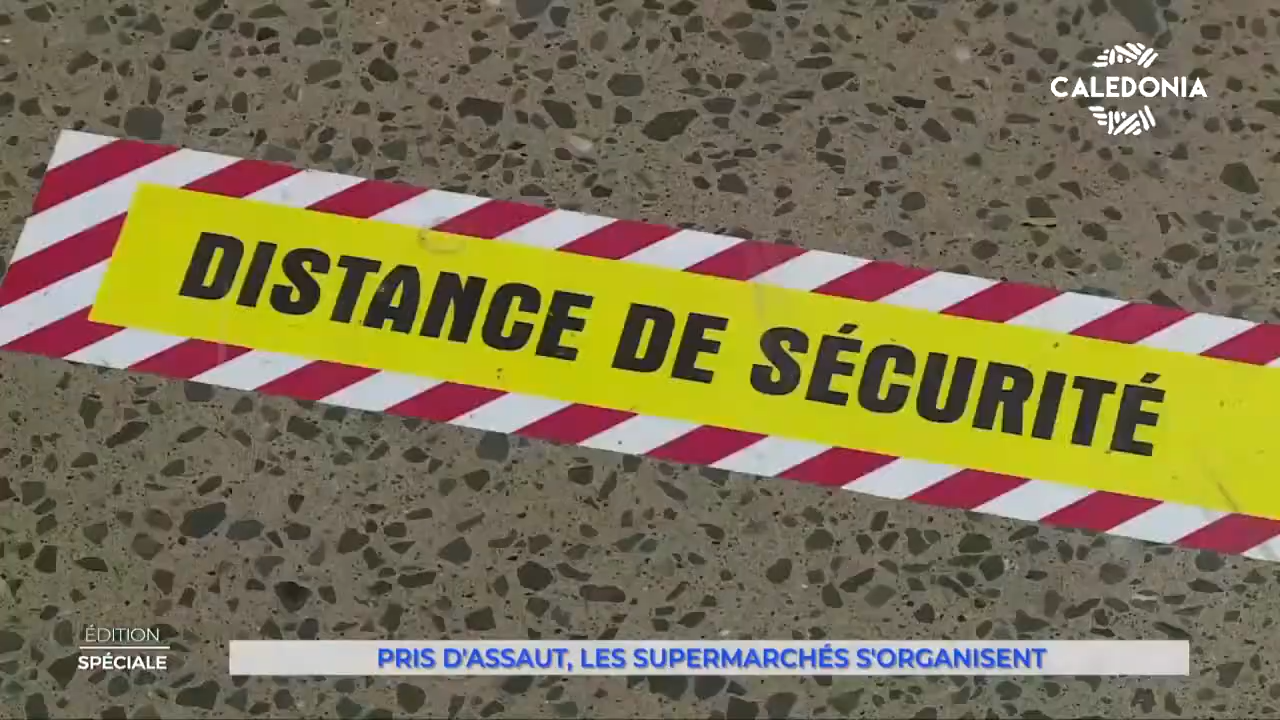 CALEDONIA
DISTANCE DE SÉCURITÉ
ÉDITION
SPÉCIALE
PRIS D'ASSAUT, LES SUPERMARCHÉS S'ORGANISENT